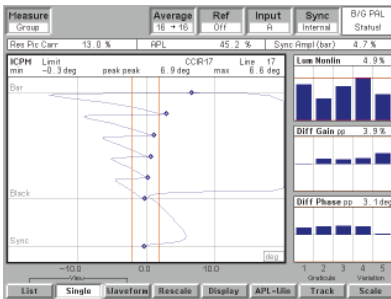 Measure Group
Average 16 → 16
Ref Off
Input A
Sync Internal
B/G PAL Status!
Res Pic Carr 13.0 % APL 45.2 % Sync Ampl (bar) 4.7 %
ICPM Limit CCIR17 Line 17
min −0.3 deg peak peak 6.9 deg max 6.6 deg
Bar
Black
Sync
deg
−10.0 0.0 10.0
Lum Nonlin 4.9 %
Diff Gain pp 3.9 %
Diff Phase pp 3.1 deg
1 2 3 4 5
View
Graticule Variation
List Single Waveform Rescale Display APL-Win Track Scale